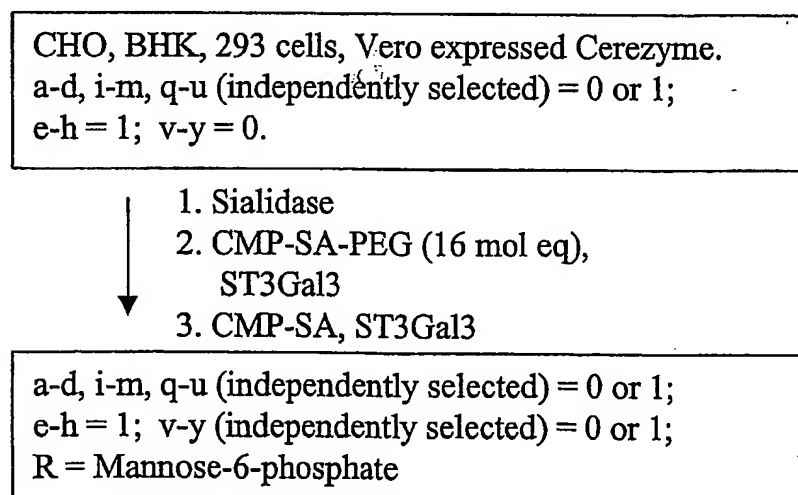 CHO, BHK, 293 cells, Vero expressed Cerezyme.
a-d, i-m, q-u (independently selected) = 0 or 1;
e-h = 1; v-y = 0.
1. Sialidase
2. CMP-SA-PEG (16 mol eq),
ST3Gal3
3. CMP-SA, ST3Gal3
a-d, i-m, q-u (independently selected) = 0 or 1;
e-h = 1; v-y (independently selected) = 0 or 1;
R = Mannose-6-phosphate